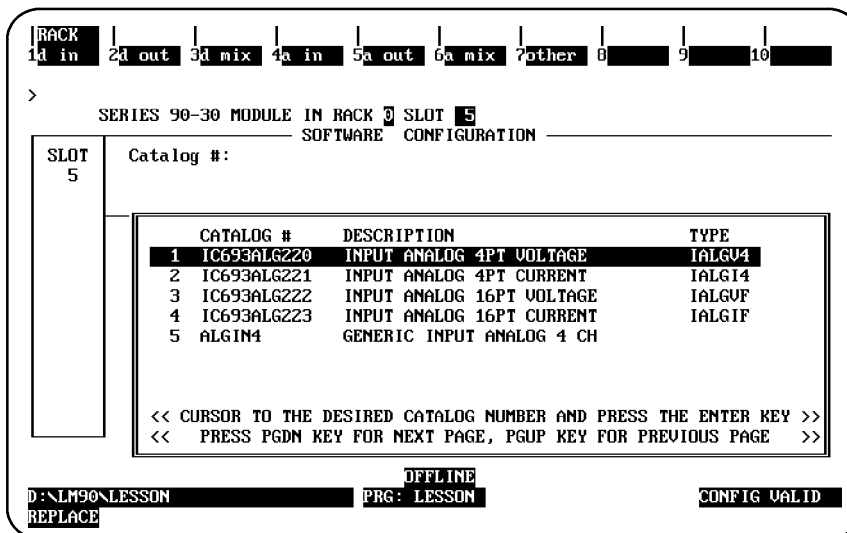 RACK
1d in 2d out 3d mix 4a in 5a out 6a mix 7other 8 9 10
>
SERIES 90-30 MODULE IN RACK 0 SLOT 5
SOFTWARE CONFIGURATION
SLOT Catalog #:
5
CATALOG # DESCRIPTION TYPE
1 IC693ALG220 INPUT ANALOG 4PT VOLTAGE IALGV4
2 IC693ALG221 INPUT ANALOG 4PT CURRENT IALGI4
3 IC693ALG222 INPUT ANALOG 16PT VOLTAGE IALGVF
4 IC693ALG223 INPUT ANALOG 16PT CURRENT IALGIF
5 ALGIN4 GENERIC INPUT ANALOG 4 CH
<< CURSOR TO THE DESIRED CATALOG NUMBER AND PRESS THE ENTER KEY >>
<< PRESS PGDN KEY FOR NEXT PAGE, PGUP KEY FOR PREVIOUS PAGE >>
OFFLINE
D:\LM90\LESSON PRG: LESSON CONFIG VALID
REPLACE